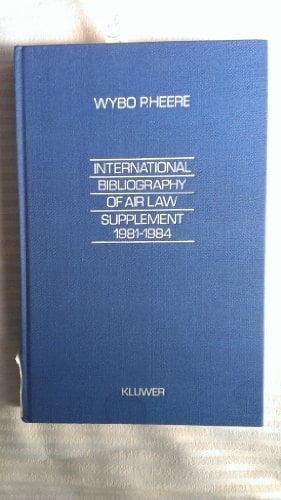 WYBO P. HEERE
INTERNATIONAL
BIBLIOGRAPHY
OF AIR LAW
SUPPLEMENT
1981-1984
KLUWER